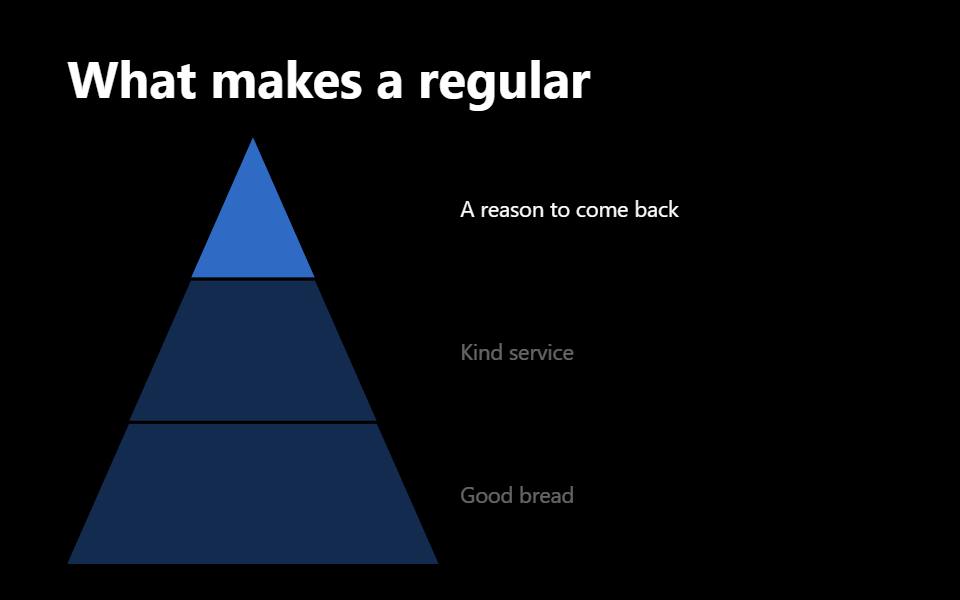 What makes a regular
A reason to come back
Kind service
Good bread